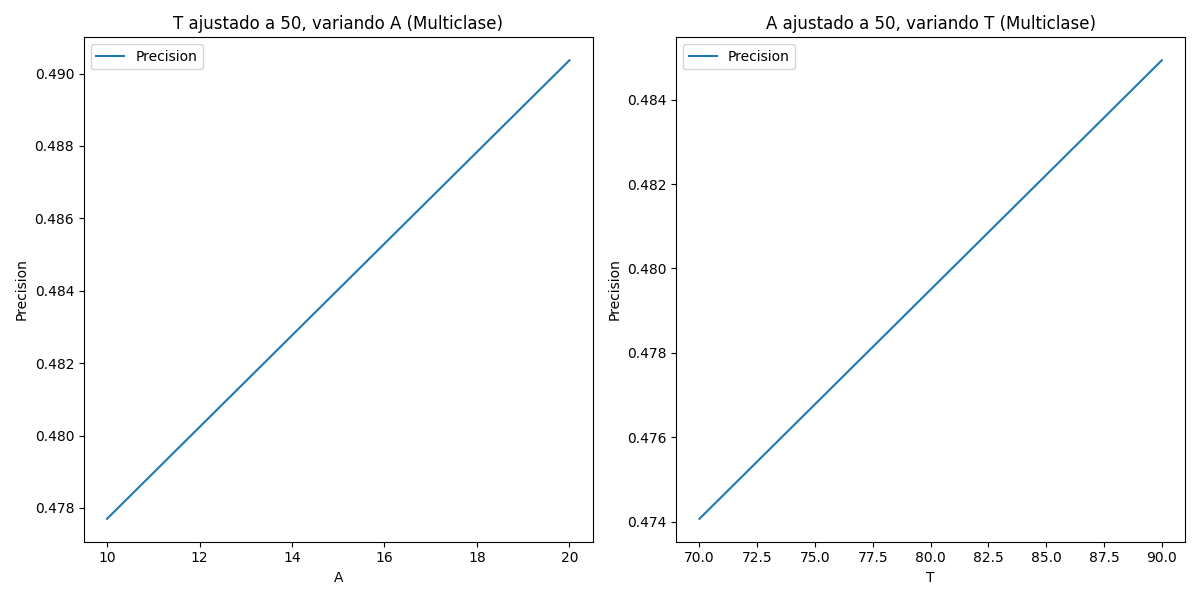 T ajustado a 50, variando A (Multiclase)
Precision
0.490
0.488
0.486
0.484
0.482
0.480
0.478
Precision
10 12 14 16 18 20
A
A ajustado a 50, variando T (Multiclase)
Precision
0.484
0.482
0.480
0.478
0.476
0.474
Precision
70.0 72.5 75.0 77.5 80.0 82.5 85.0 87.5 90.0
T